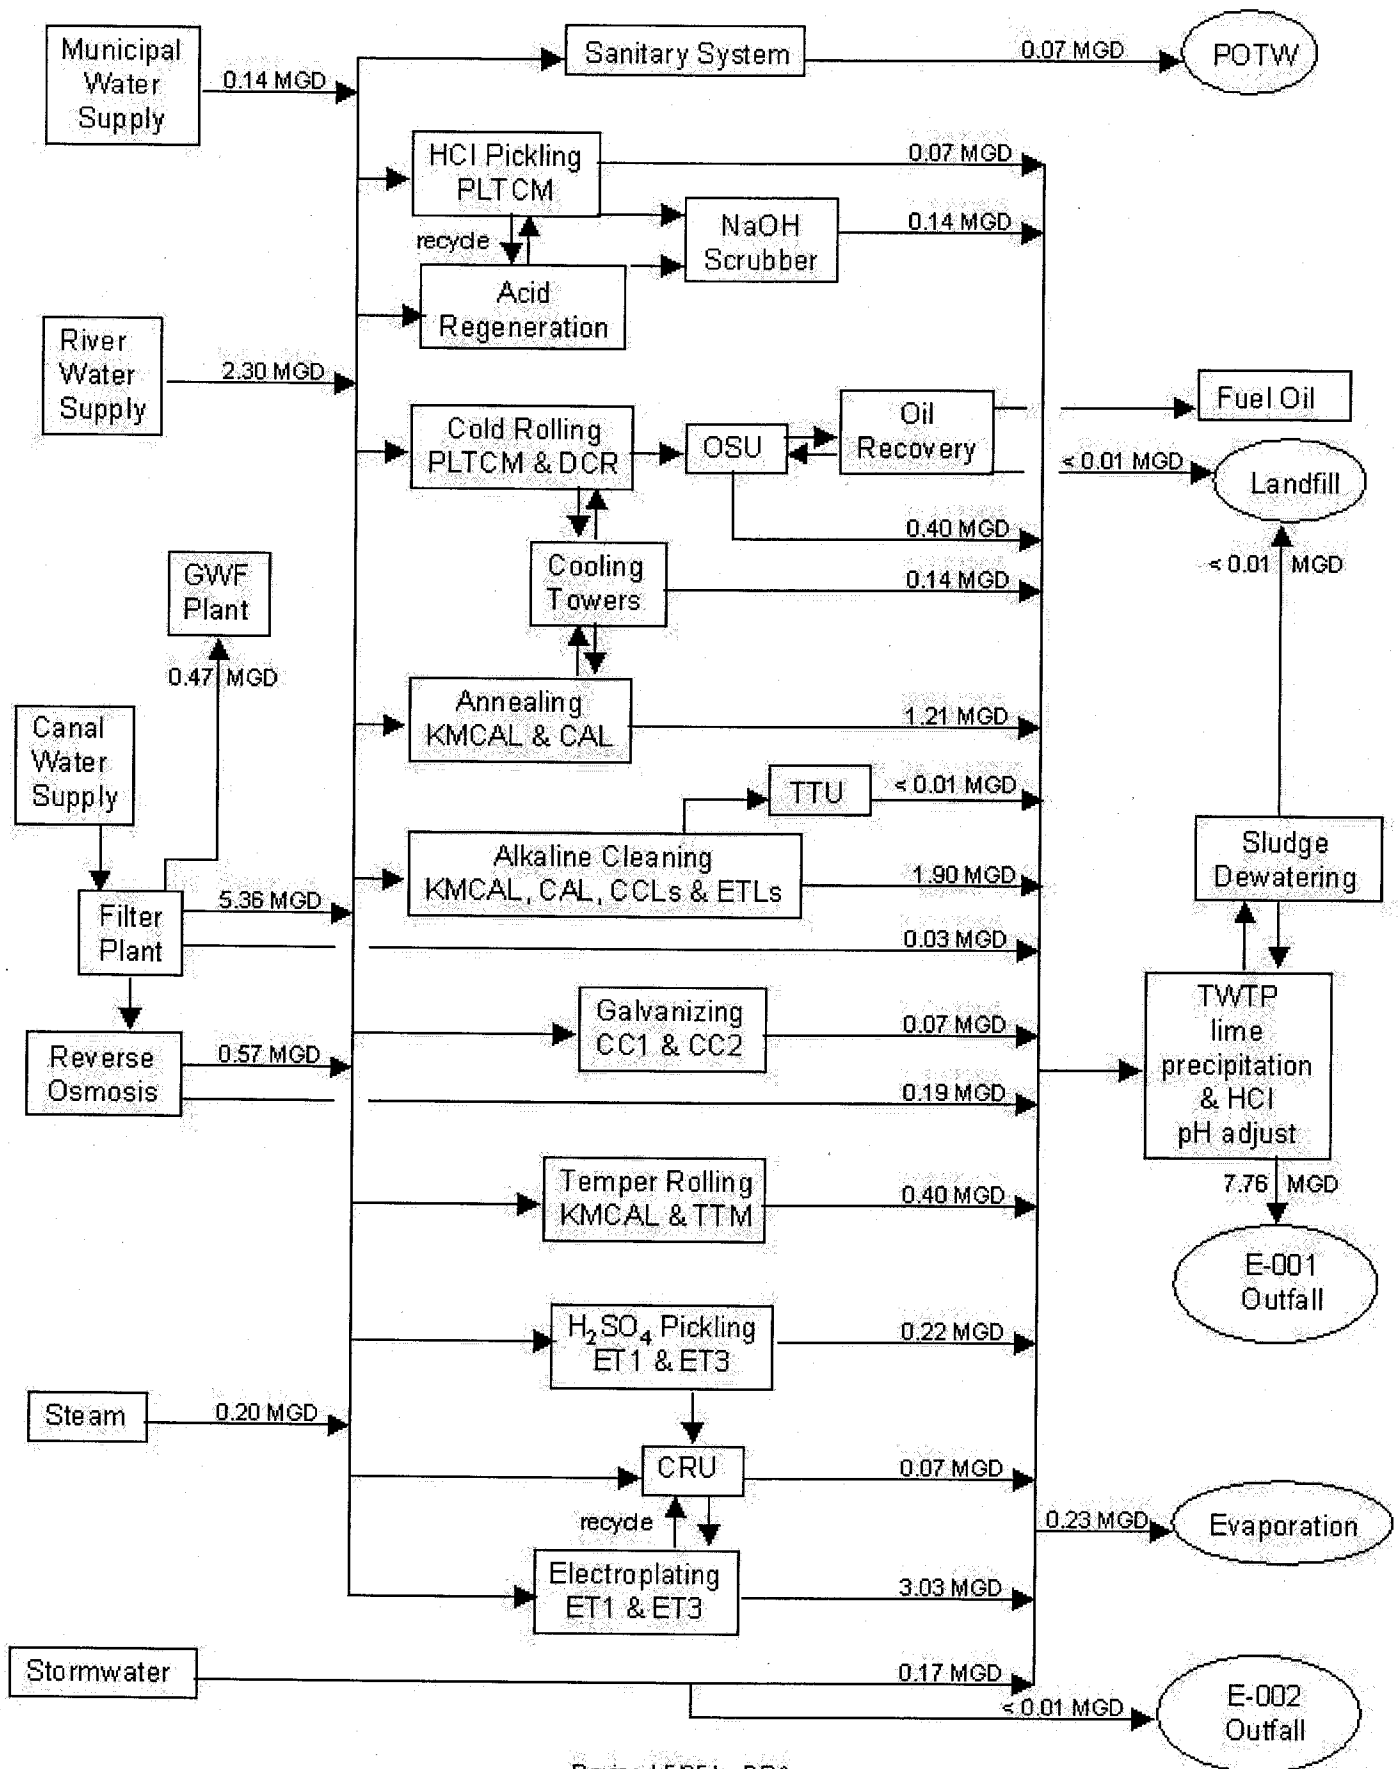 Municipal
Water
Supply
0.14 MGD
Sanitary System
0.07 MGD
POTW
HCl Pickling
PLTCM
0.07 MGD
recycle
NaOH
Scrubber
0.14 MGD
Acid
Regeneration
River
Water
Supply
2.30 MGD
Cold Rolling
PLTCM & DCR
OSU
Oil
Recovery
Fuel Oil
< 0.01 MGD
Landfill
0.40 MGD
< 0.01 MGD
Cooling
Towers
0.14 MGD
GWF
Plant
0.47 MGD
Annealing
KMCAL & CAL
1.21 MGD
Canal
Water
Supply
TTU
< 0.01 MGD
Alkaline Cleaning
KMCAL, CAL, CCLs & ETLs
1.90 MGD
Sludge
Dewatering
Filter
Plant
5.36 MGD
0.03 MGD
Galvanizing
CC1 & CC2
0.07 MGD
TWTP
lime
precipitation
& HCl
pH adjust
Reverse
Osmosis
0.57 MGD
0.19 MGD
Temper Rolling
KMCAL & TTM
0.40 MGD
7.76 MGD
E-001
Outfall
H2SO4 Pickling
ET1 & ET3
0.22 MGD
Steam
0.20 MGD
CRU
0.07 MGD
recycle
0.23 MGD
Evaporation
Electroplating
ET1 & ET3
3.03 MGD
Stormwater
0.17 MGD
< 0.01 MGD
E-002
Outfall